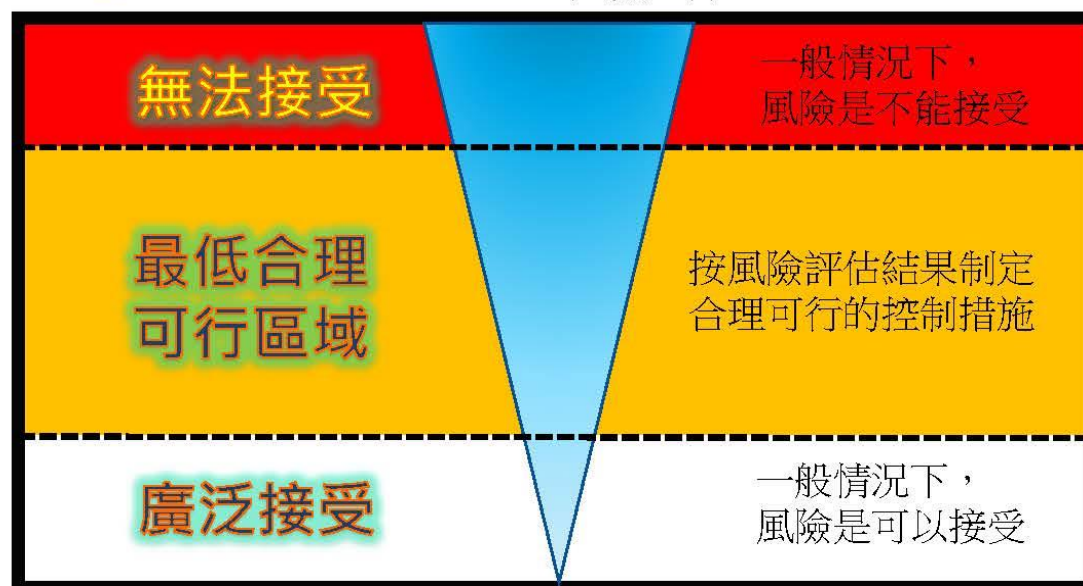 無法接受
一般情況下，
風險是不能接受
最低合理
可行區域
按風險評估結果制定
合理可行的控制措施
廣泛接受
一般情況下，
風險是可以接受